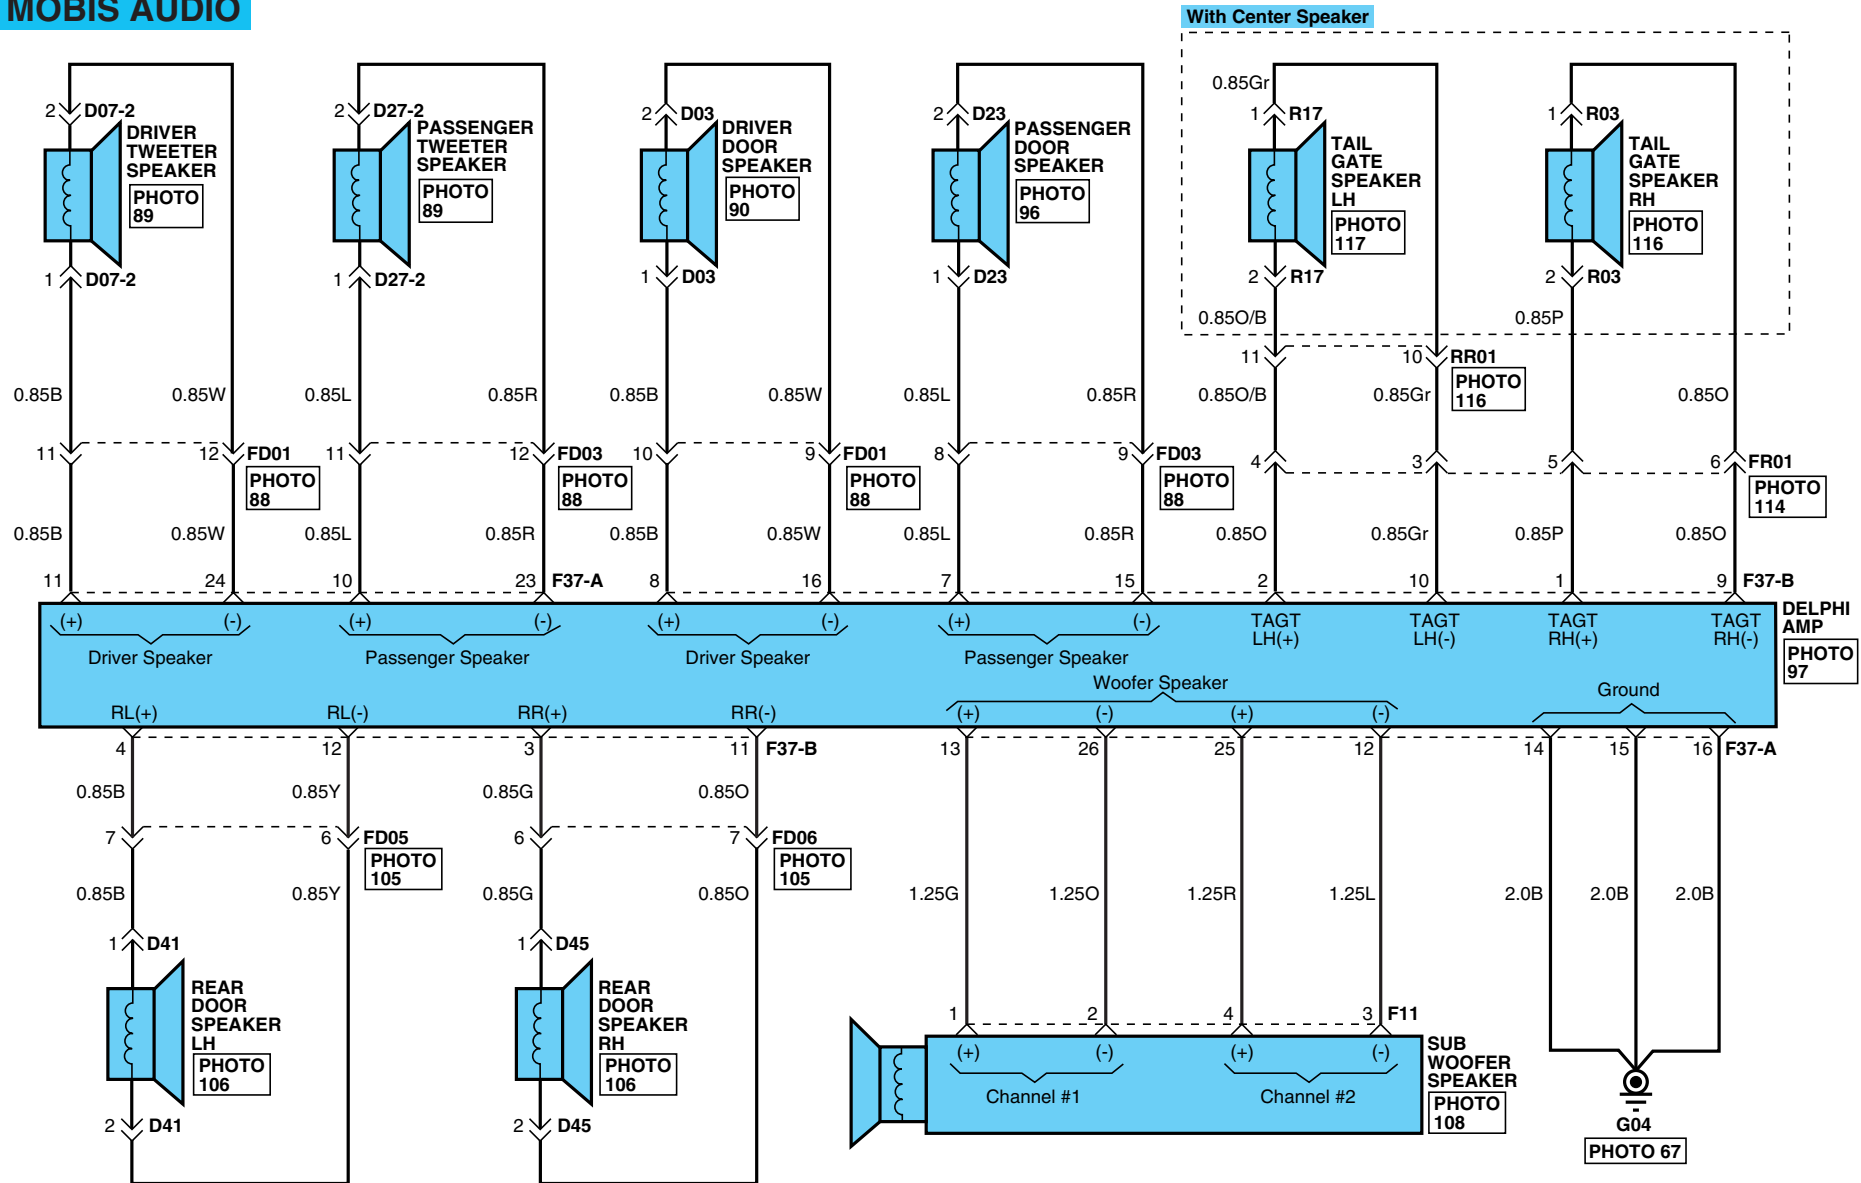 MOBIS AUDIO
With Center Speaker
0.85Gr
2 D07-2
2 D27-2
2 D03
2 D23
1 R17
1 R03
DRIVER
TWEETER
SPEAKER
PHOTO
89
PASSENGER
TWEETER
SPEAKER
PHOTO
89
DRIVER
DOOR
SPEAKER
PHOTO
90
PASSENGER
DOOR
SPEAKER
PHOTO
96
TAIL
GATE
SPEAKER
LH
PHOTO
117
TAIL
GATE
SPEAKER
RH
PHOTO
116
1 D07-2
1 D27-2
1 D03
1 D23
2 R17
2 R03
0.85O/B
0.85P
11
10 RR01
PHOTO
116
0.85B
0.85W
0.85L
0.85R
0.85B
0.85W
0.85L
0.85R
0.85O/B
0.85Gr
0.85O
11
12 FD01
PHOTO
88
11
12 FD03
PHOTO
88
10
9 FD01
PHOTO
88
8
9 FD03
PHOTO
88
4
3
5
6 FR01
PHOTO
114
0.85B
0.85W
0.85L
0.85R
0.85B
0.85W
0.85L
0.85R
0.85O
0.85Gr
0.85P
0.85O
11
24
10
23 F37-A
8
16
7
15
2
10
1
9 F37-B
(+)
(-)
(+)
(-)
(+)
(-)
(+)
(-)
TAGT
LH(+)
TAGT
LH(-)
TAGT
RH(+)
TAGT
RH(-)
DELPHI
AMP
PHOTO
97
Driver Speaker
Passenger Speaker
Driver Speaker
Passenger Speaker
Woofer Speaker
Ground
RL(+)
RL(-)
RR(+)
RR(-)
(+)
(-)
(+)
(-)
4
12
3
11 F37-B
13
26
25
12
14
15
16 F37-A
0.85B
0.85Y
0.85G
0.85O
7
6 FD05
PHOTO
105
6
7 FD06
PHOTO
105
0.85B
0.85Y
0.85G
0.85O
1.25G
1.25O
1.25R
1.25L
2.0B
2.0B
2.0B
1 D41
1 D45
REAR
DOOR
SPEAKER
LH
PHOTO
106
REAR
DOOR
SPEAKER
RH
PHOTO
106
1
2
4
3 F11
(+)
(-)
(+)
(-)
Channel #1
Channel #2
SUB
WOOFER
SPEAKER
PHOTO
108
2 D41
2 D45
G04
PHOTO 67